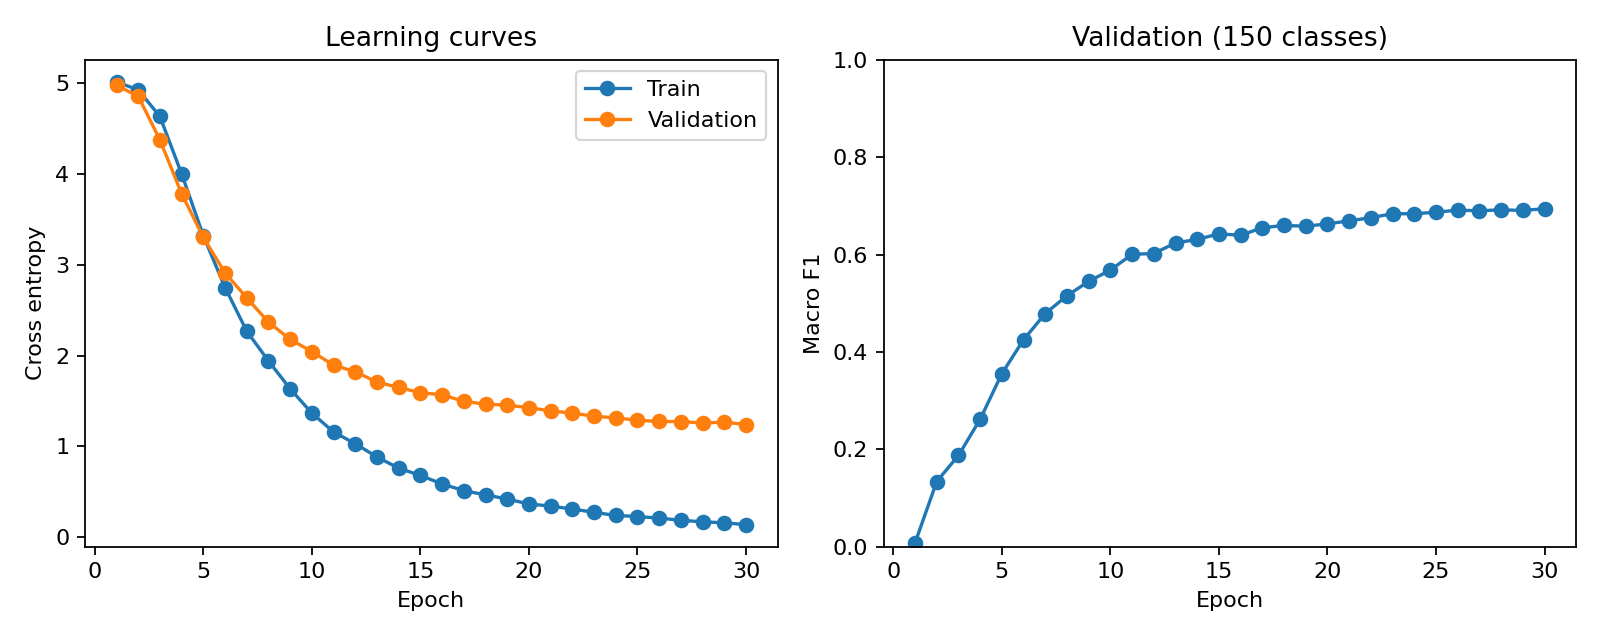 Learning curves
5
4
3
2
1
0
Cross entropy
Train
Validation
0 5 10 15 20 25 30
Epoch
Validation (150 classes)
1.0
0.8
0.6
0.4
0.2
0.0
Macro F1
0 5 10 15 20 25 30
Epoch